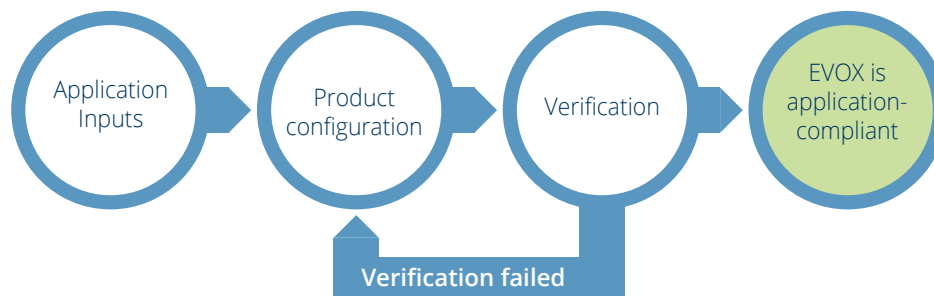 Application
Inputs
Product
configuration
Verification
EVOX is
application-
compliant
Verification failed